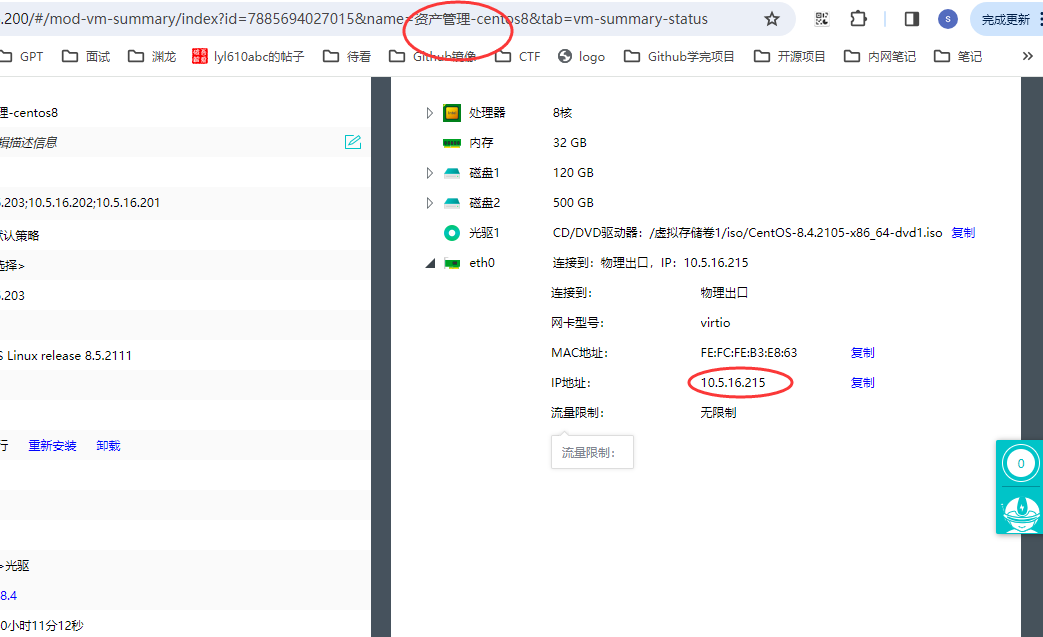 .200/#/mod-vm-summary/index?id=7885694027015&name=资产管理-centos8&tab=vm-summary-status
S
完成更新
GPT
面试
渊龙
破解 吾爱
lyl610abc的帖子
待看
Github镜像
CTF
logo
Github学完项目
开源项目
内网笔记
笔记
理-centos8
辑描述信息
.203;10.5.16.202;10.5.16.201
默认策略
选择>
.203
S Linux release 8.5.2111
行 重新安装 卸载
>光驱
8.4
0小时11分12秒
处理器 8核
内存 32 GB
磁盘1 120 GB
磁盘2 500 GB
光驱1 CD/DVD驱动器：/虚拟存储卷1/iso/CentOS-8.4.2105-x86_64-dvd1.iso 复制
eth0 连接到：物理出口，IP：10.5.16.215
连接到： 物理出口
网卡型号： virtio
MAC地址： FE:FC:FE:B3:E8:63 复制
IP地址： 10.5.16.215 复制
流量限制： 无限制
流量限制：
0